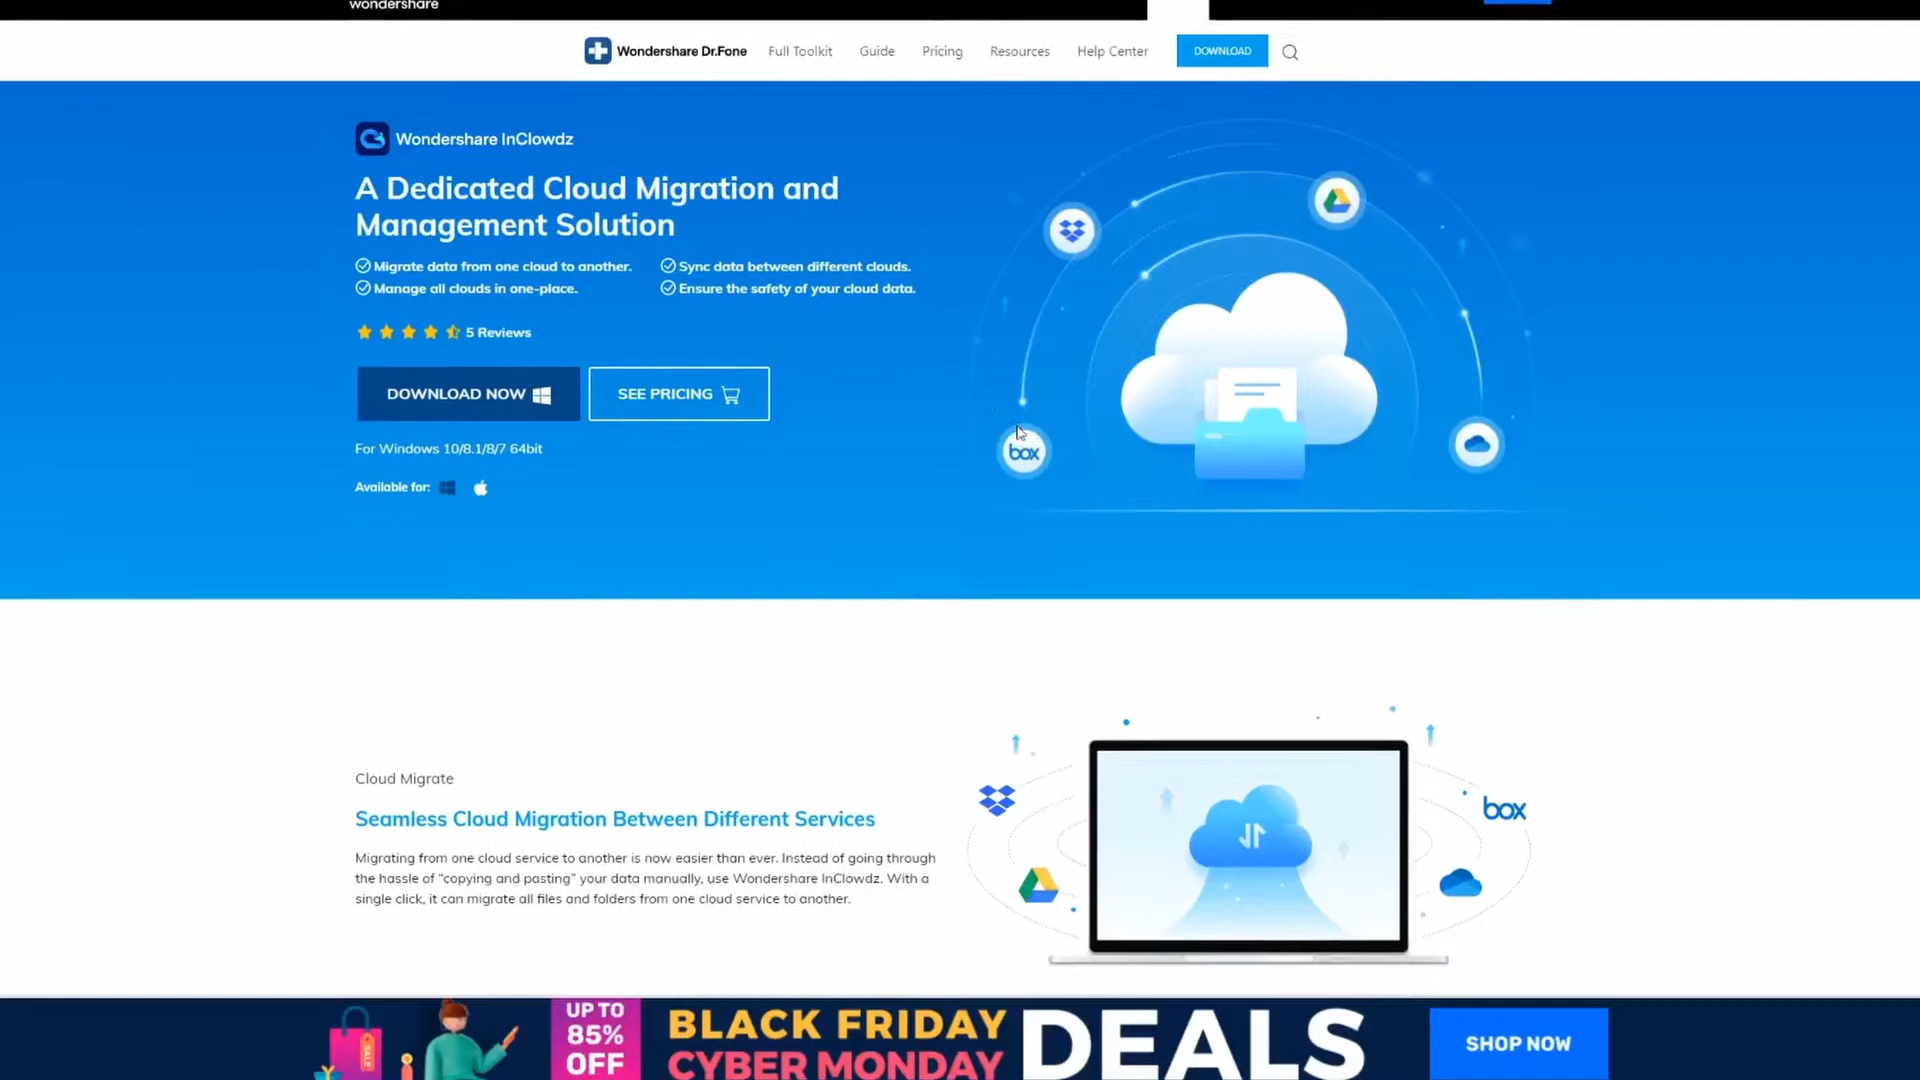 wondershare
Wondershare Dr.Fone Full Toolkit Guide Pricing Resources Help Center DOWNLOAD
Wondershare InClowdz
A Dedicated Cloud Migration and
Management Solution
Migrate data from one cloud to another. Sync data between different clouds.
Manage all clouds in one-place. Ensure the safety of your cloud data.
5 Reviews
DOWNLOAD NOW SEE PRICING
For Windows 10/8.1/8/7 64bit
Available for:
box
Cloud Migrate
Seamless Cloud Migration Between Different Services
Migrating from one cloud service to another is now easier than ever. Instead of going through
the hassle of "copying and pasting" your data manually, use Wondershare InClowdz. With a
single click, it can migrate all files and folders from one cloud service to another.
box
SALE
UP TO
85%
OFF
BLACK FRIDAY
CYBER MONDAY
DEALS
SHOP NOW